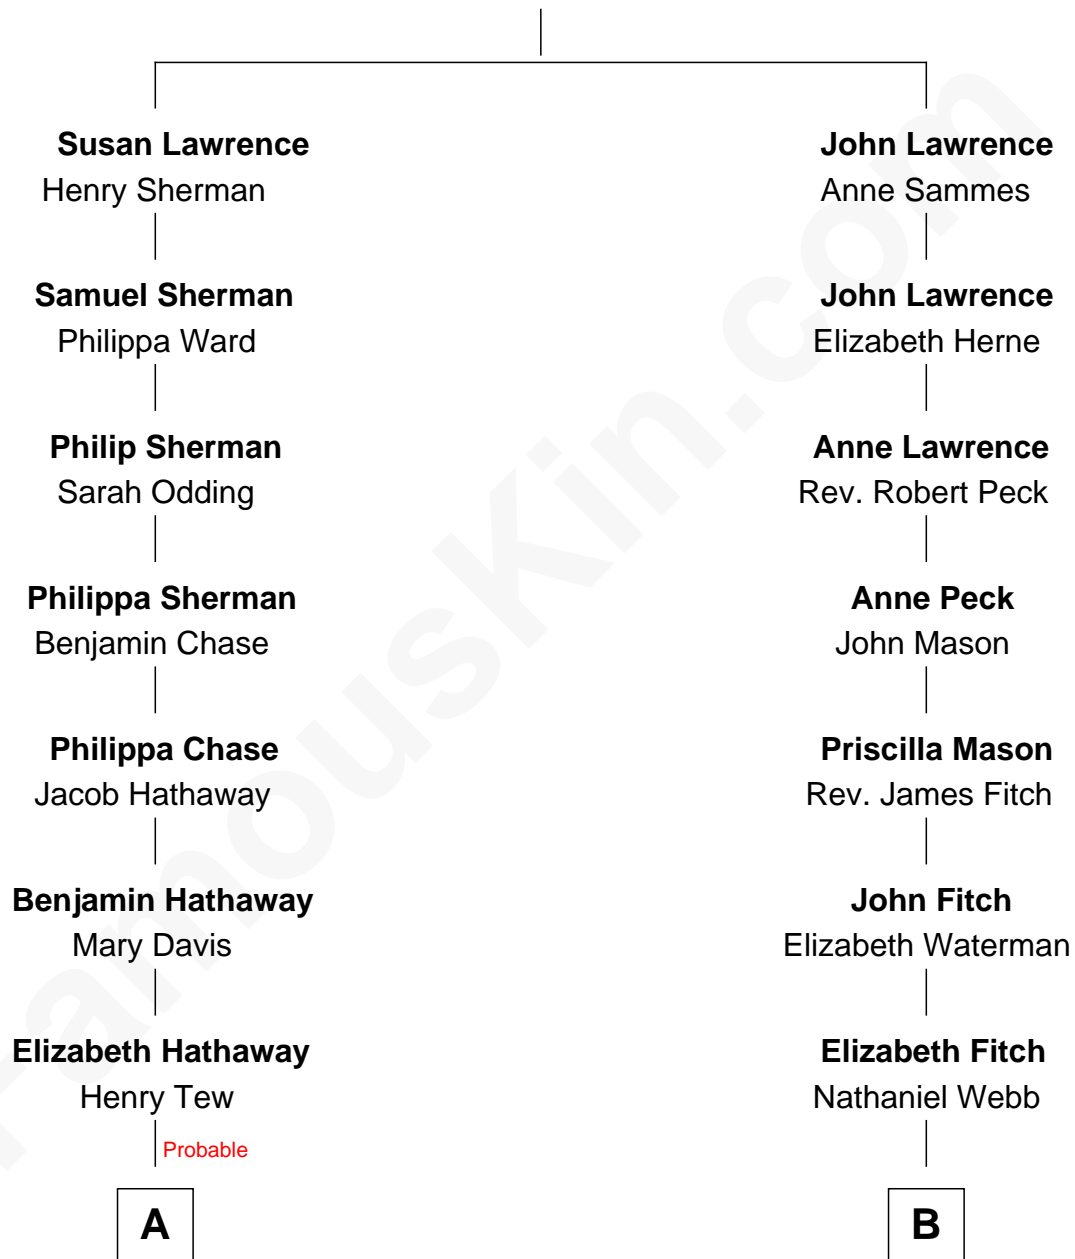 Susan Lawrence
Henry Sherman
John Lawrence
Anne Sammes
Samuel Sherman
Philippa Ward
John Lawrence
Elizabeth Herne
Philip Sherman
Sarah Odding
Anne Lawrence
Rev. Robert Peck
Philippa Sherman
Benjamin Chase
Anne Peck
John Mason
Philippa Chase
Jacob Hathaway
Priscilla Mason
Rev. James Fitch
Benjamin Hathaway
Mary Davis
John Fitch
Elizabeth Waterman
Elizabeth Hathaway
Henry Tew
Elizabeth Fitch
Nathaniel Webb
Probable
A
B
FamousKin.com